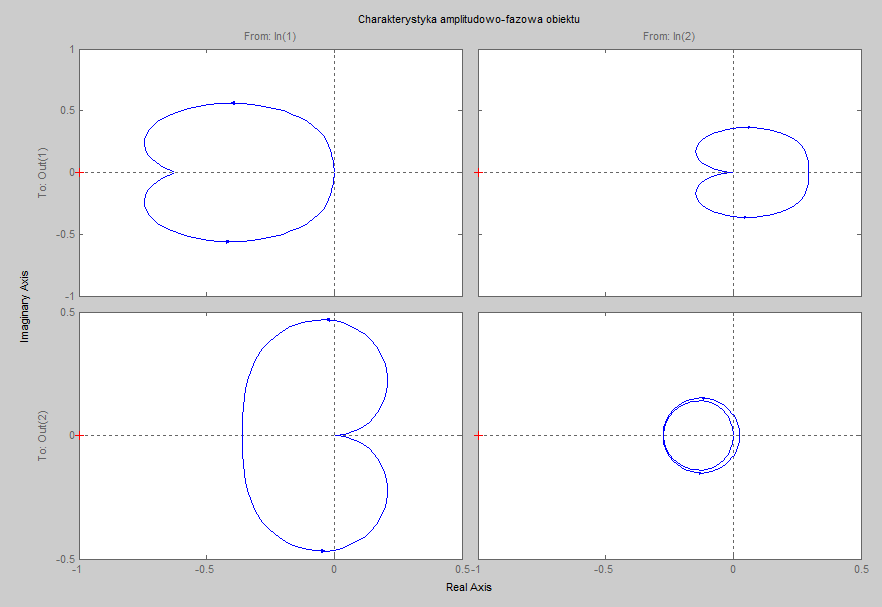 Charakterystyka amplitudowo-fazowa obiektu
From: In(1)
From: In(2)
1
0.5
0
-0.5
-1
To: Out(1)
Imaginary Axis
0.5
0
-0.5
To: Out(2)
-1
-0.5
0
0.5
-1
-0.5
0
0.5
Real Axis